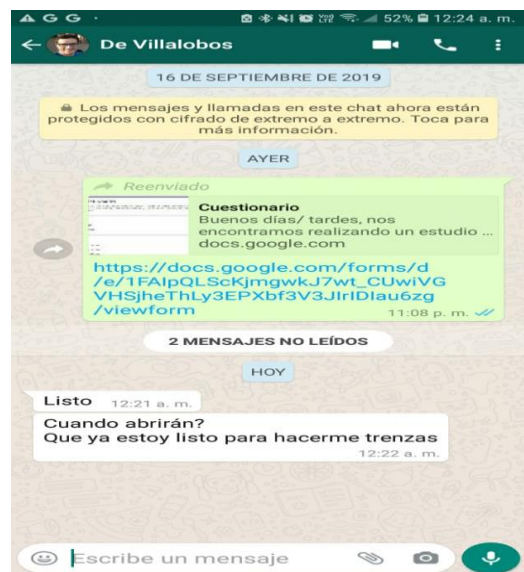 A G G · 52% 12:24 a. m.
De Villalobos
16 DE SEPTIEMBRE DE 2019
Los mensajes y llamadas en este chat ahora están
protegidos con cifrado de extremo a extremo. Toca para
más información.
AYER
Reenviado
Cuestionario
Buenos días/ tardes, nos
encontramos realizando un estudio ...
docs.google.com
https://docs.google.com/forms/d
/e/1FAIpQLScKjmgwkJ7wt_CUwiVG
VHSjheThLy3EPXbf3V3JIrIDIau6zg
/viewform
11:08 p. m.
2 MENSAJES NO LEÍDOS
HOY
Listo 12:21 a. m.
Cuando abrirán?
Que ya estoy listo para hacerme trenzas
12:22 a. m.
Escribe un mensaje